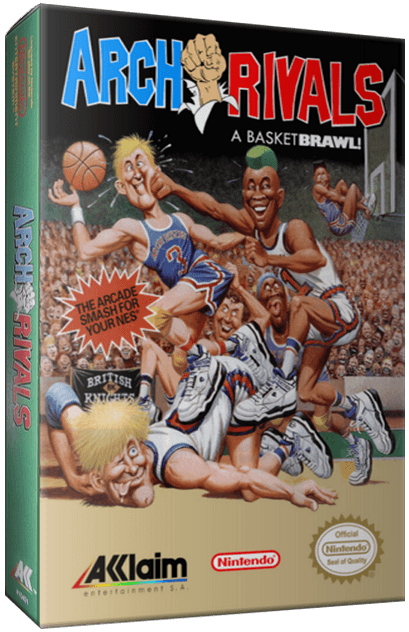 ARCH RIVALS
A BASKETBRAWL!
THE ARCADE
SMASH FOR
YOUR NES
BRITISH
KNIGHTS
AKklaim
entertainment S.A.
Nintendo
Official
Nintendo
Seal of Quality
ARCH RIVALS